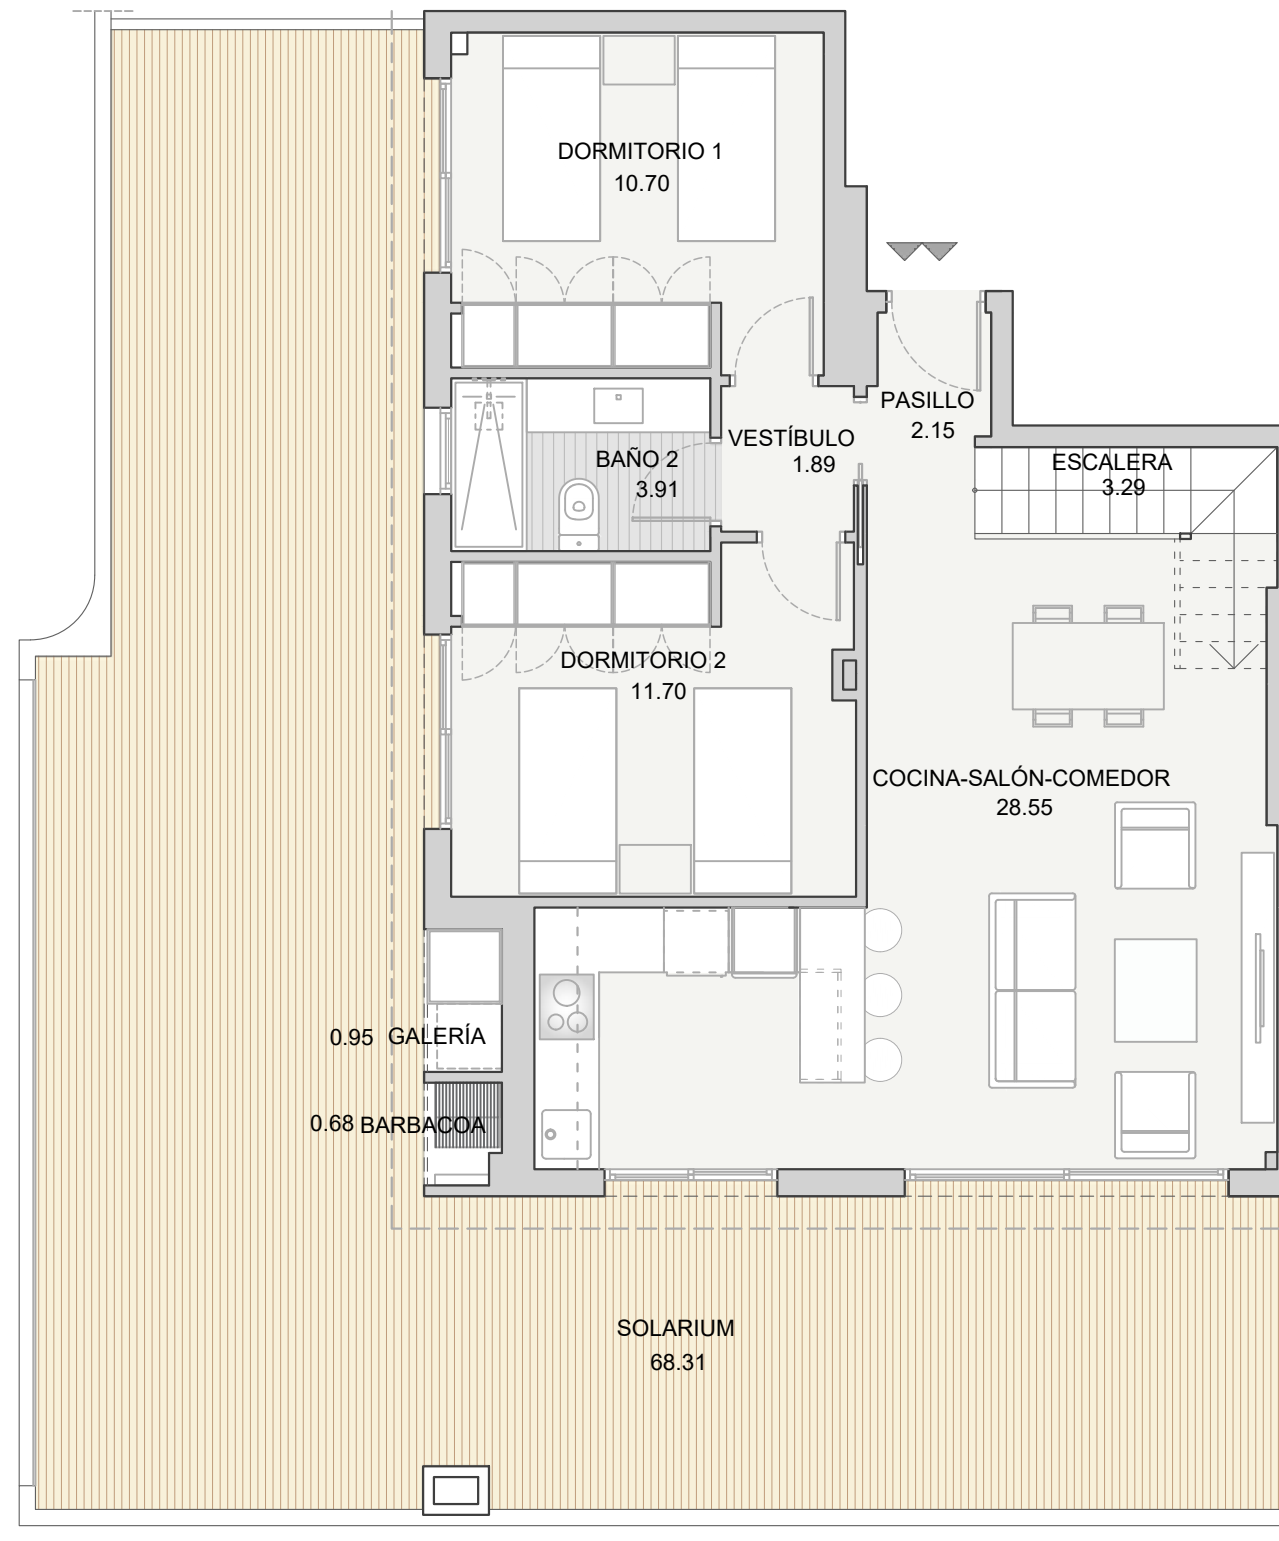 DORMITORIO 1
10.70
PASILLO
2.15
VESTÍBULO
1.89
BAÑO 2
3.91
ESCALERA
3.29
DORMITORIO 2
11.70
COCINA-SALÓN-COMEDOR
28.55
0.95 GALERÍA
0.68 BARBACOA
SOLARIUM
68.31